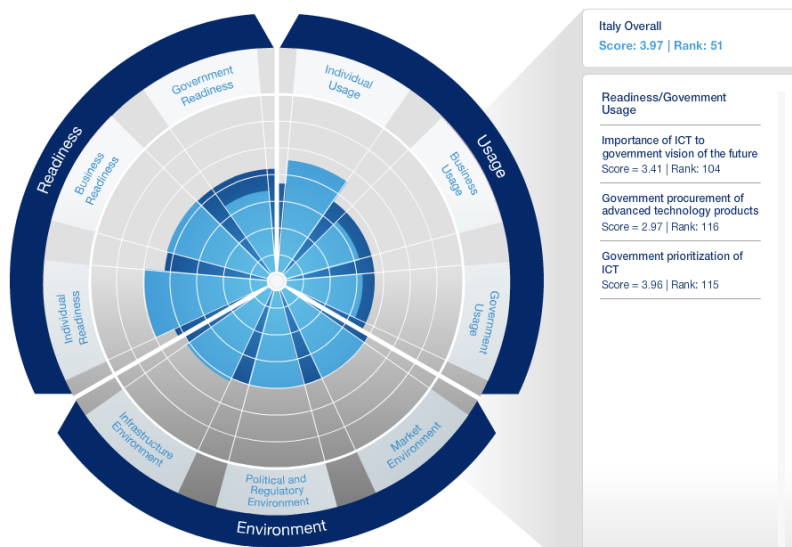 Readiness
Usage
Environment
Government
Readiness
Individual
Usage
Business
Readiness
Business
Usage
Individual
Readiness
Government
Usage
Infrastructure
Environment
Political and
Regulatory
Environment
Market
Environment
Italy Overall
Score: 3.97 | Rank: 51
Readiness/Government
Usage
Importance of ICT to
government vision of the future
Score = 3.41 | Rank: 104
Government procurement of
advanced technology products
Score = 2.97 | Rank: 116
Government prioritization of
ICT
Score = 3.96 | Rank: 115